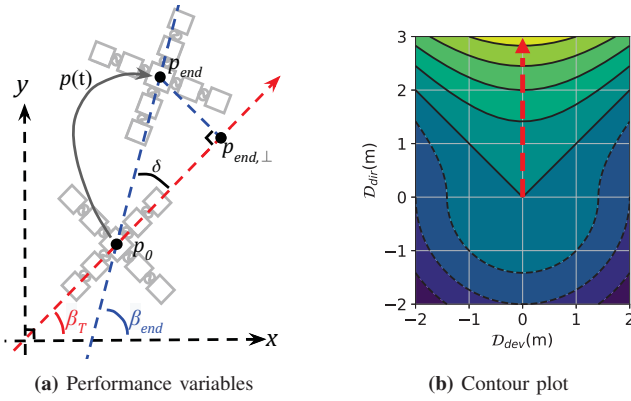 y
p(t)
p_end
p_end,⊥
δ
p_0
β_T
β_end
x
(a) Performance variables
3
2
1
0
−1
−2
D_dir(m)
−2 −1 0 1 2
D_dev(m)
(b) Contour plot